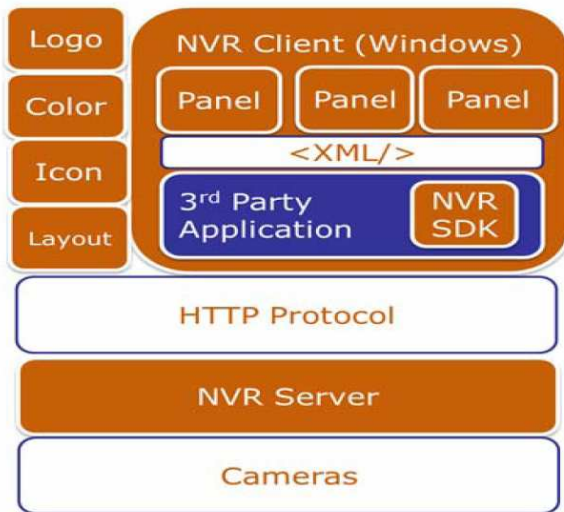 Logo
Color
Icon
Layout
NVR Client (Windows)
Panel
Panel
Panel
<XML/>
3rd Party
Application
NVR
SDK
HTTP Protocol
NVR Server
Cameras